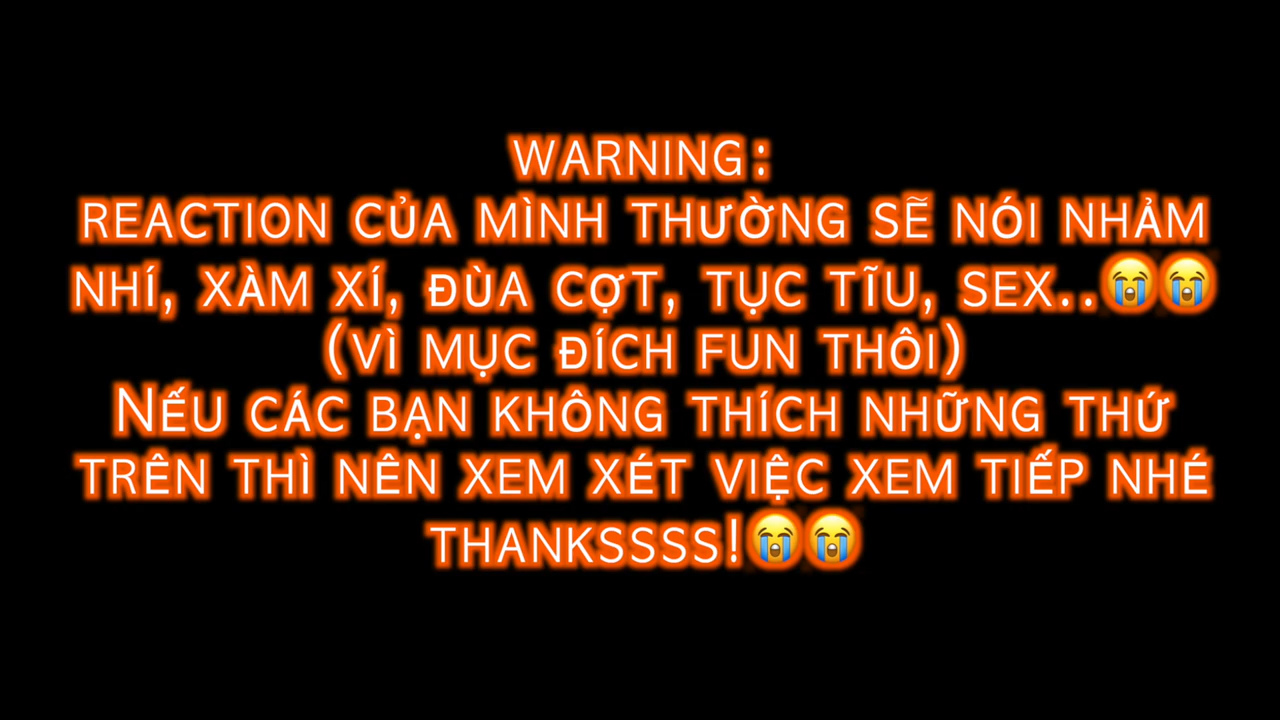 WARNING:
REACTION CỦA MÌNH THƯỜNG SẼ NÓI NHẢM
NHÍ, XÀM XÍ, ĐÙA CỢT, TỤC TĨU, SEX..😭😭
(VÌ MỤC ĐÍCH FUN THÔI)
NẾU CÁC BẠN KHÔNG THÍCH NHỮNG THỨ
TRÊN THÌ NÊN XEM XÉT VIỆC XEM TIẾP NHÉ
THANKSSSS!😭😭